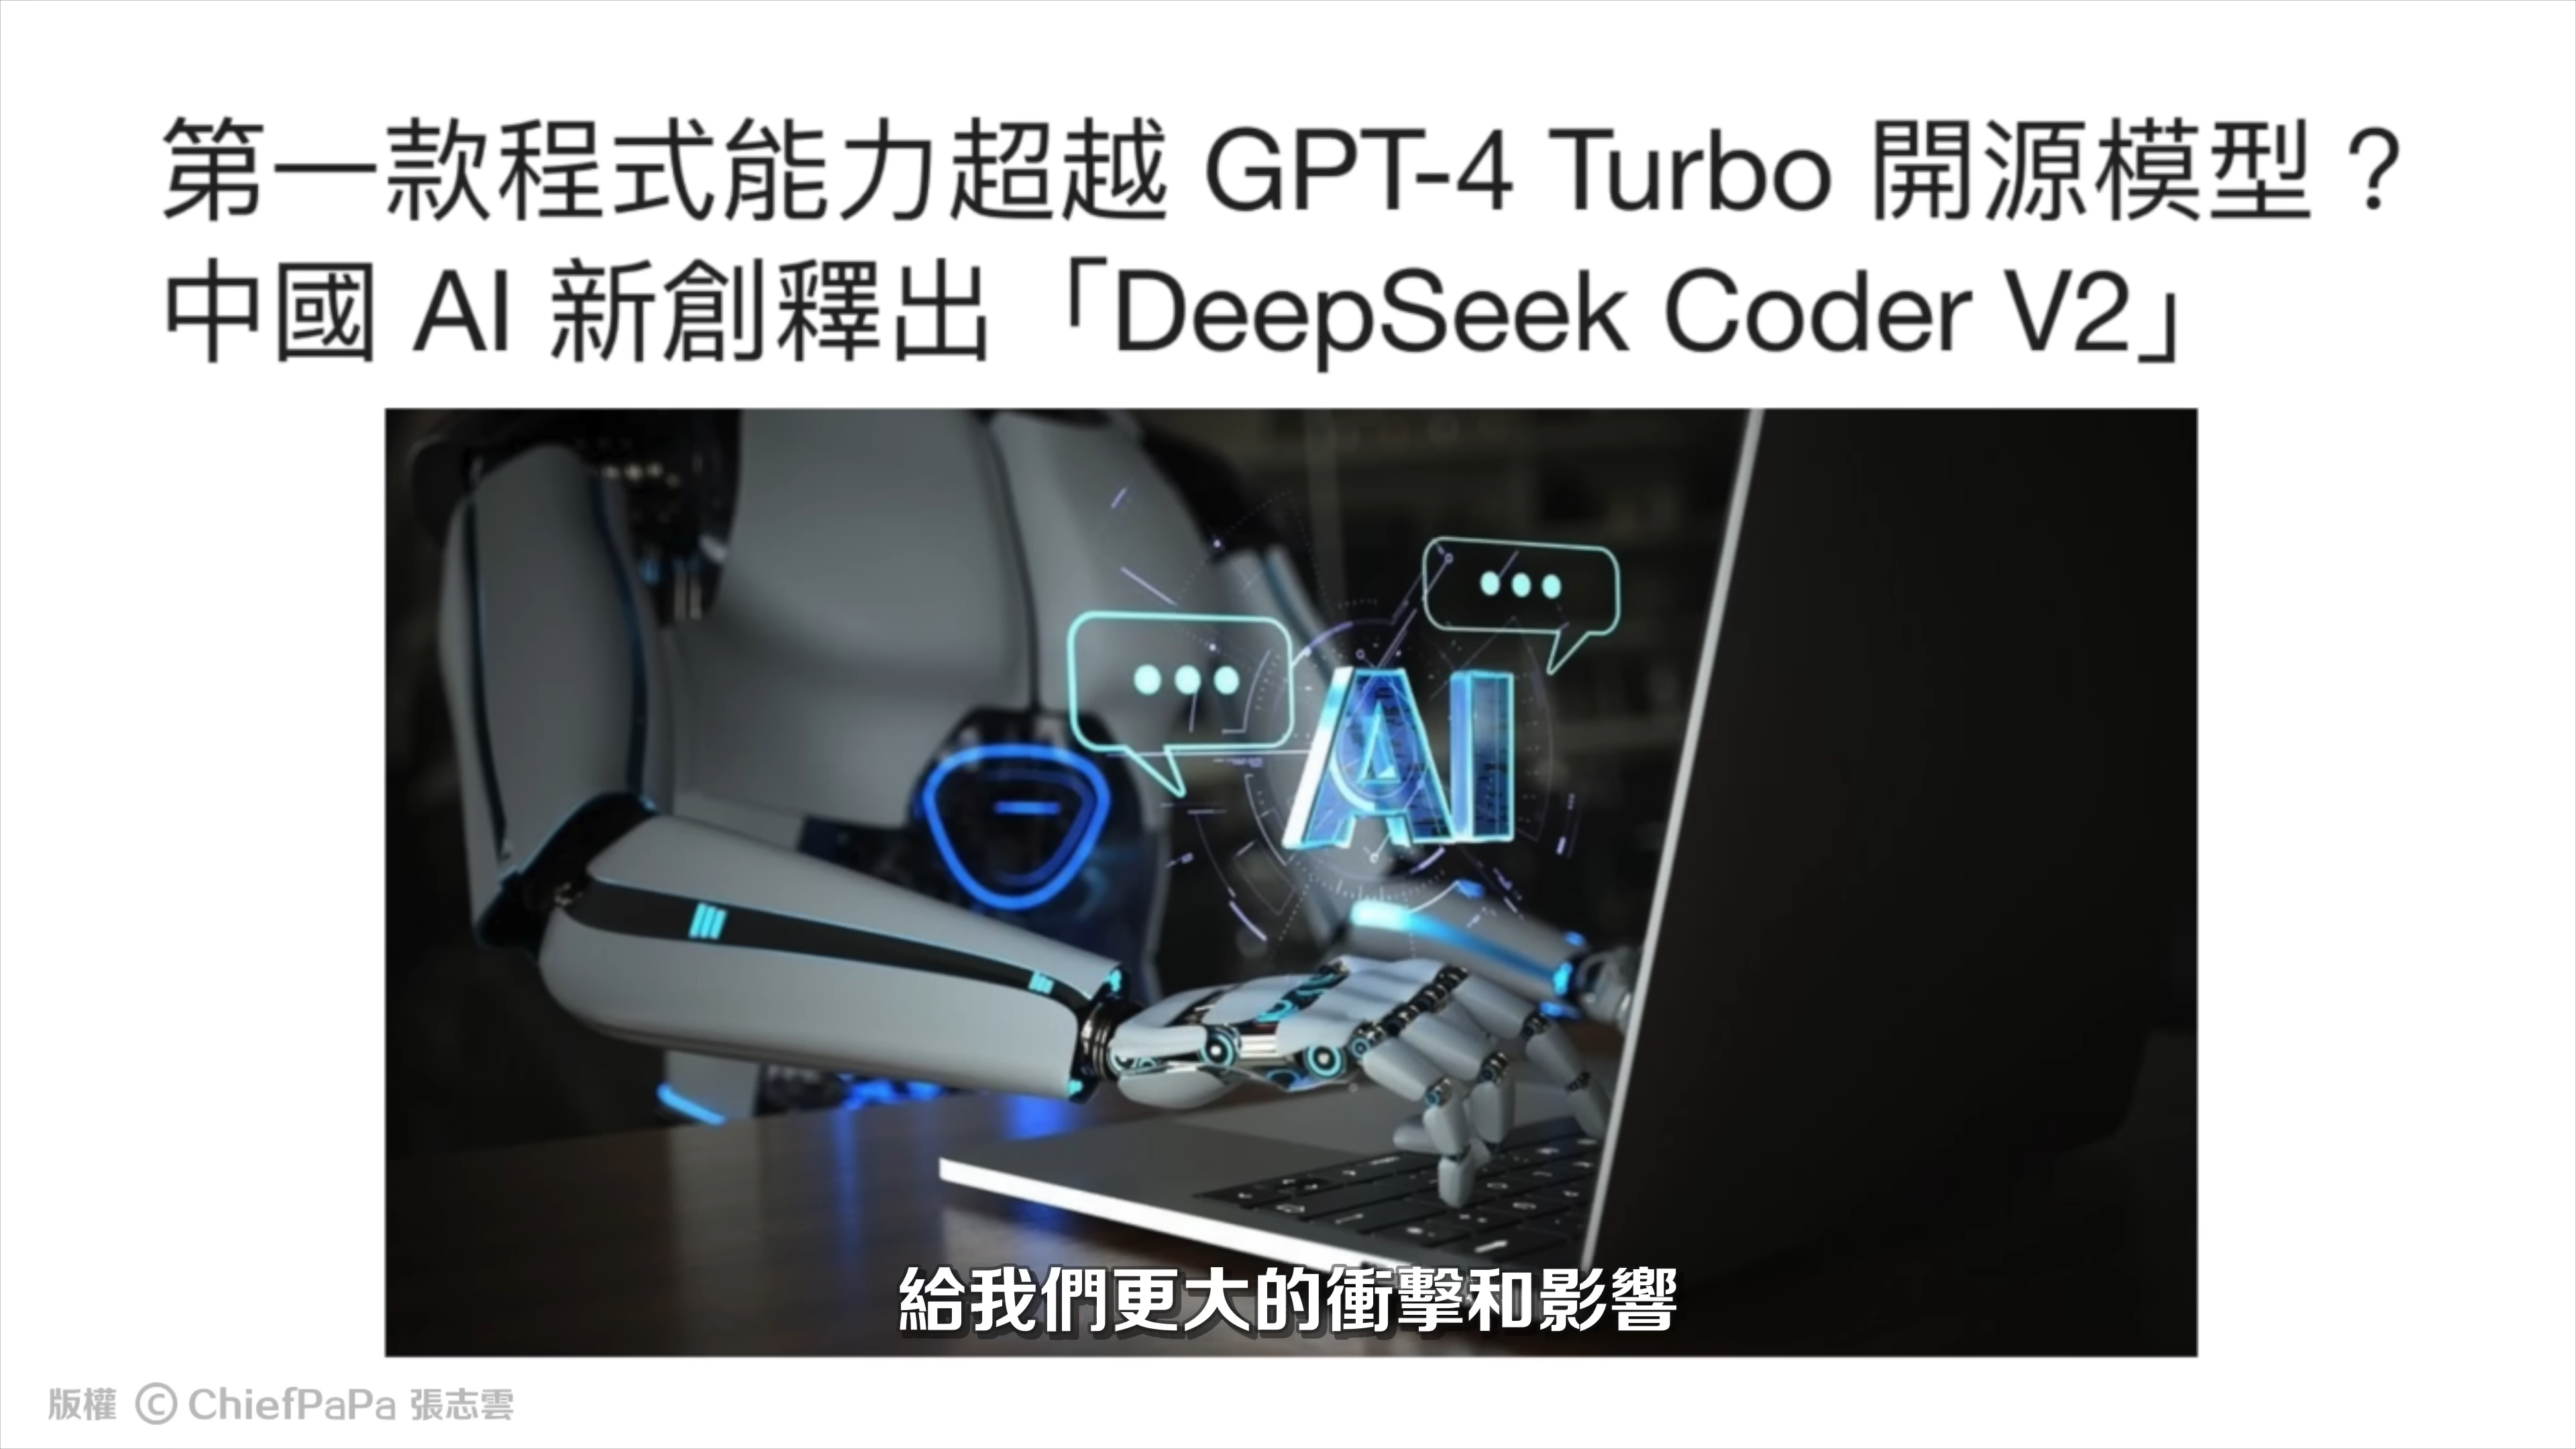 第一款程式能力超越 GPT-4 Turbo 開源模型？
中國 AI 新創釋出「DeepSeek Coder V2」
AI
給我們更大的衝擊和影響
版權 © ChiefPaPa 張志雲